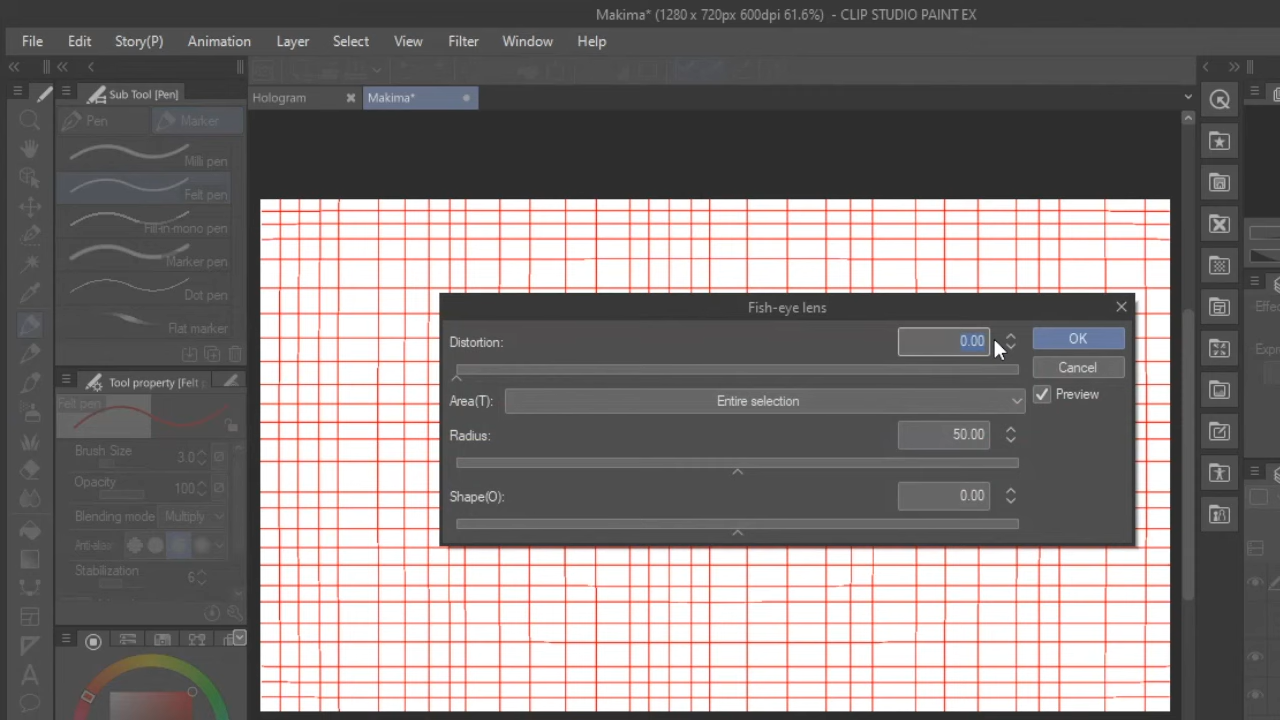 Makima* (1280 x 720px 600dpi 61.6%) - CLIP STUDIO PAINT EX
File Edit Story(P) Animation Layer Select View Filter Window Help
Sub Tool [Pen]
Hologram Makima*
Pen Marker
Milli pen
Felt pen
Fill-in-mono pen
Marker pen
Dot pen
Flat marker
Fish-eye lens
Distortion: 0.00 OK
Cancel
Area(T): Entire selection Preview
Radius: 50.00
Shape(O): 0.00
Tool property [Felt
Felt pen
Brush Size 3.0
Opacity 100
Blending mode Multiply
Stabilization 6